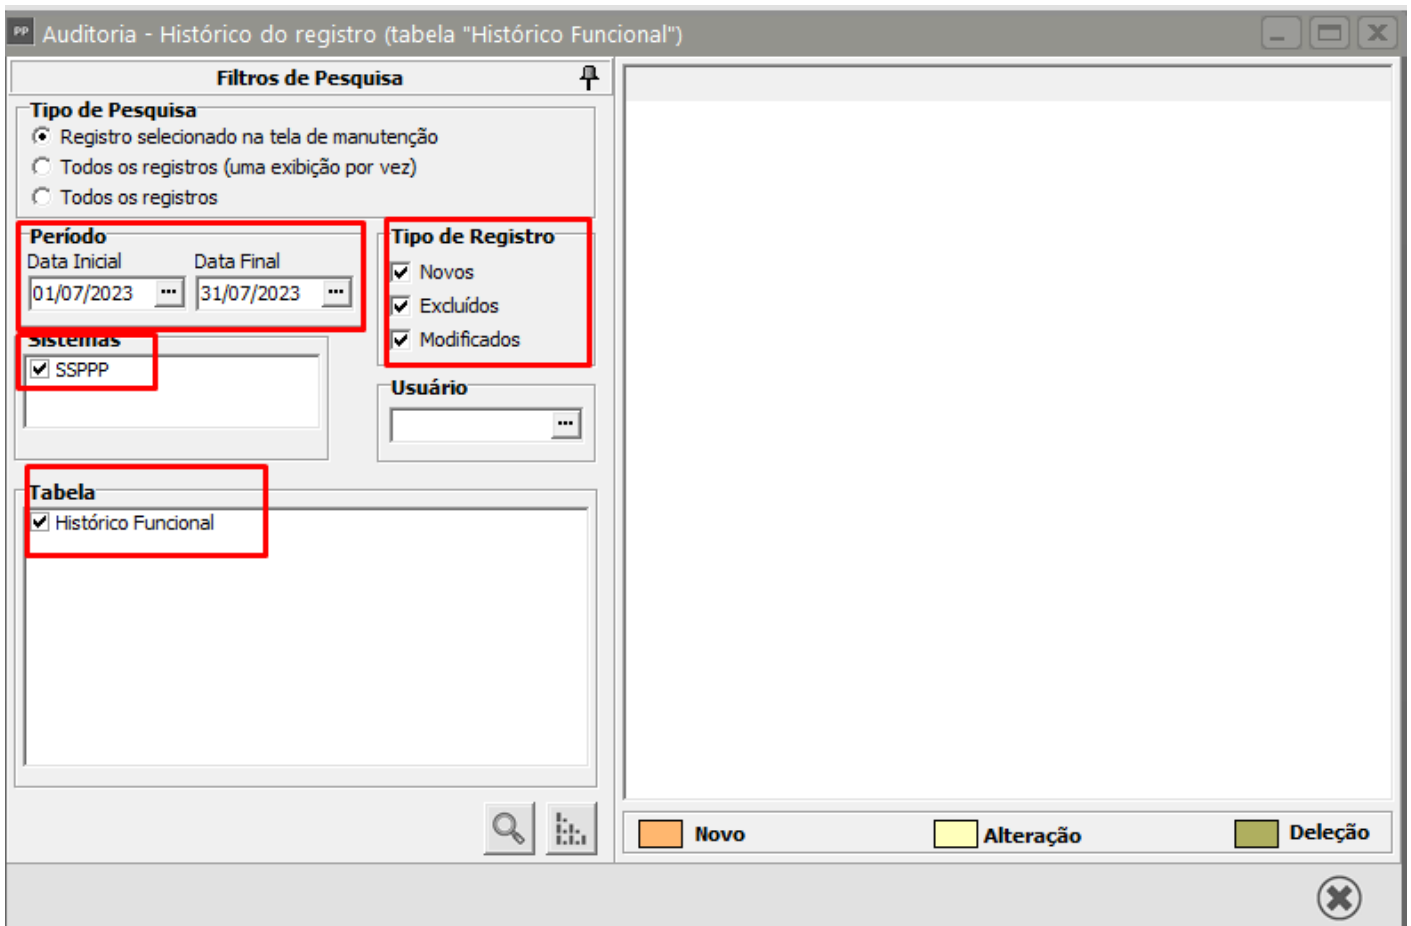 PP Auditoria - Histórico do registro (tabela "Histórico Funcional")
Filtros de Pesquisa
Tipo de Pesquisa
Registro selecionado na tela de manutenção
Todos os registros (uma exibição por vez)
Todos os registros
Período
Data Inicial Data Final
01/07/2023 ... 31/07/2023 ...
Tipo de Registro
Novos
Excluídos
Modificados
Sistemas
SSPPP
Usuário
...
Tabela
Histórico Funcional
Novo Alteração Deleção